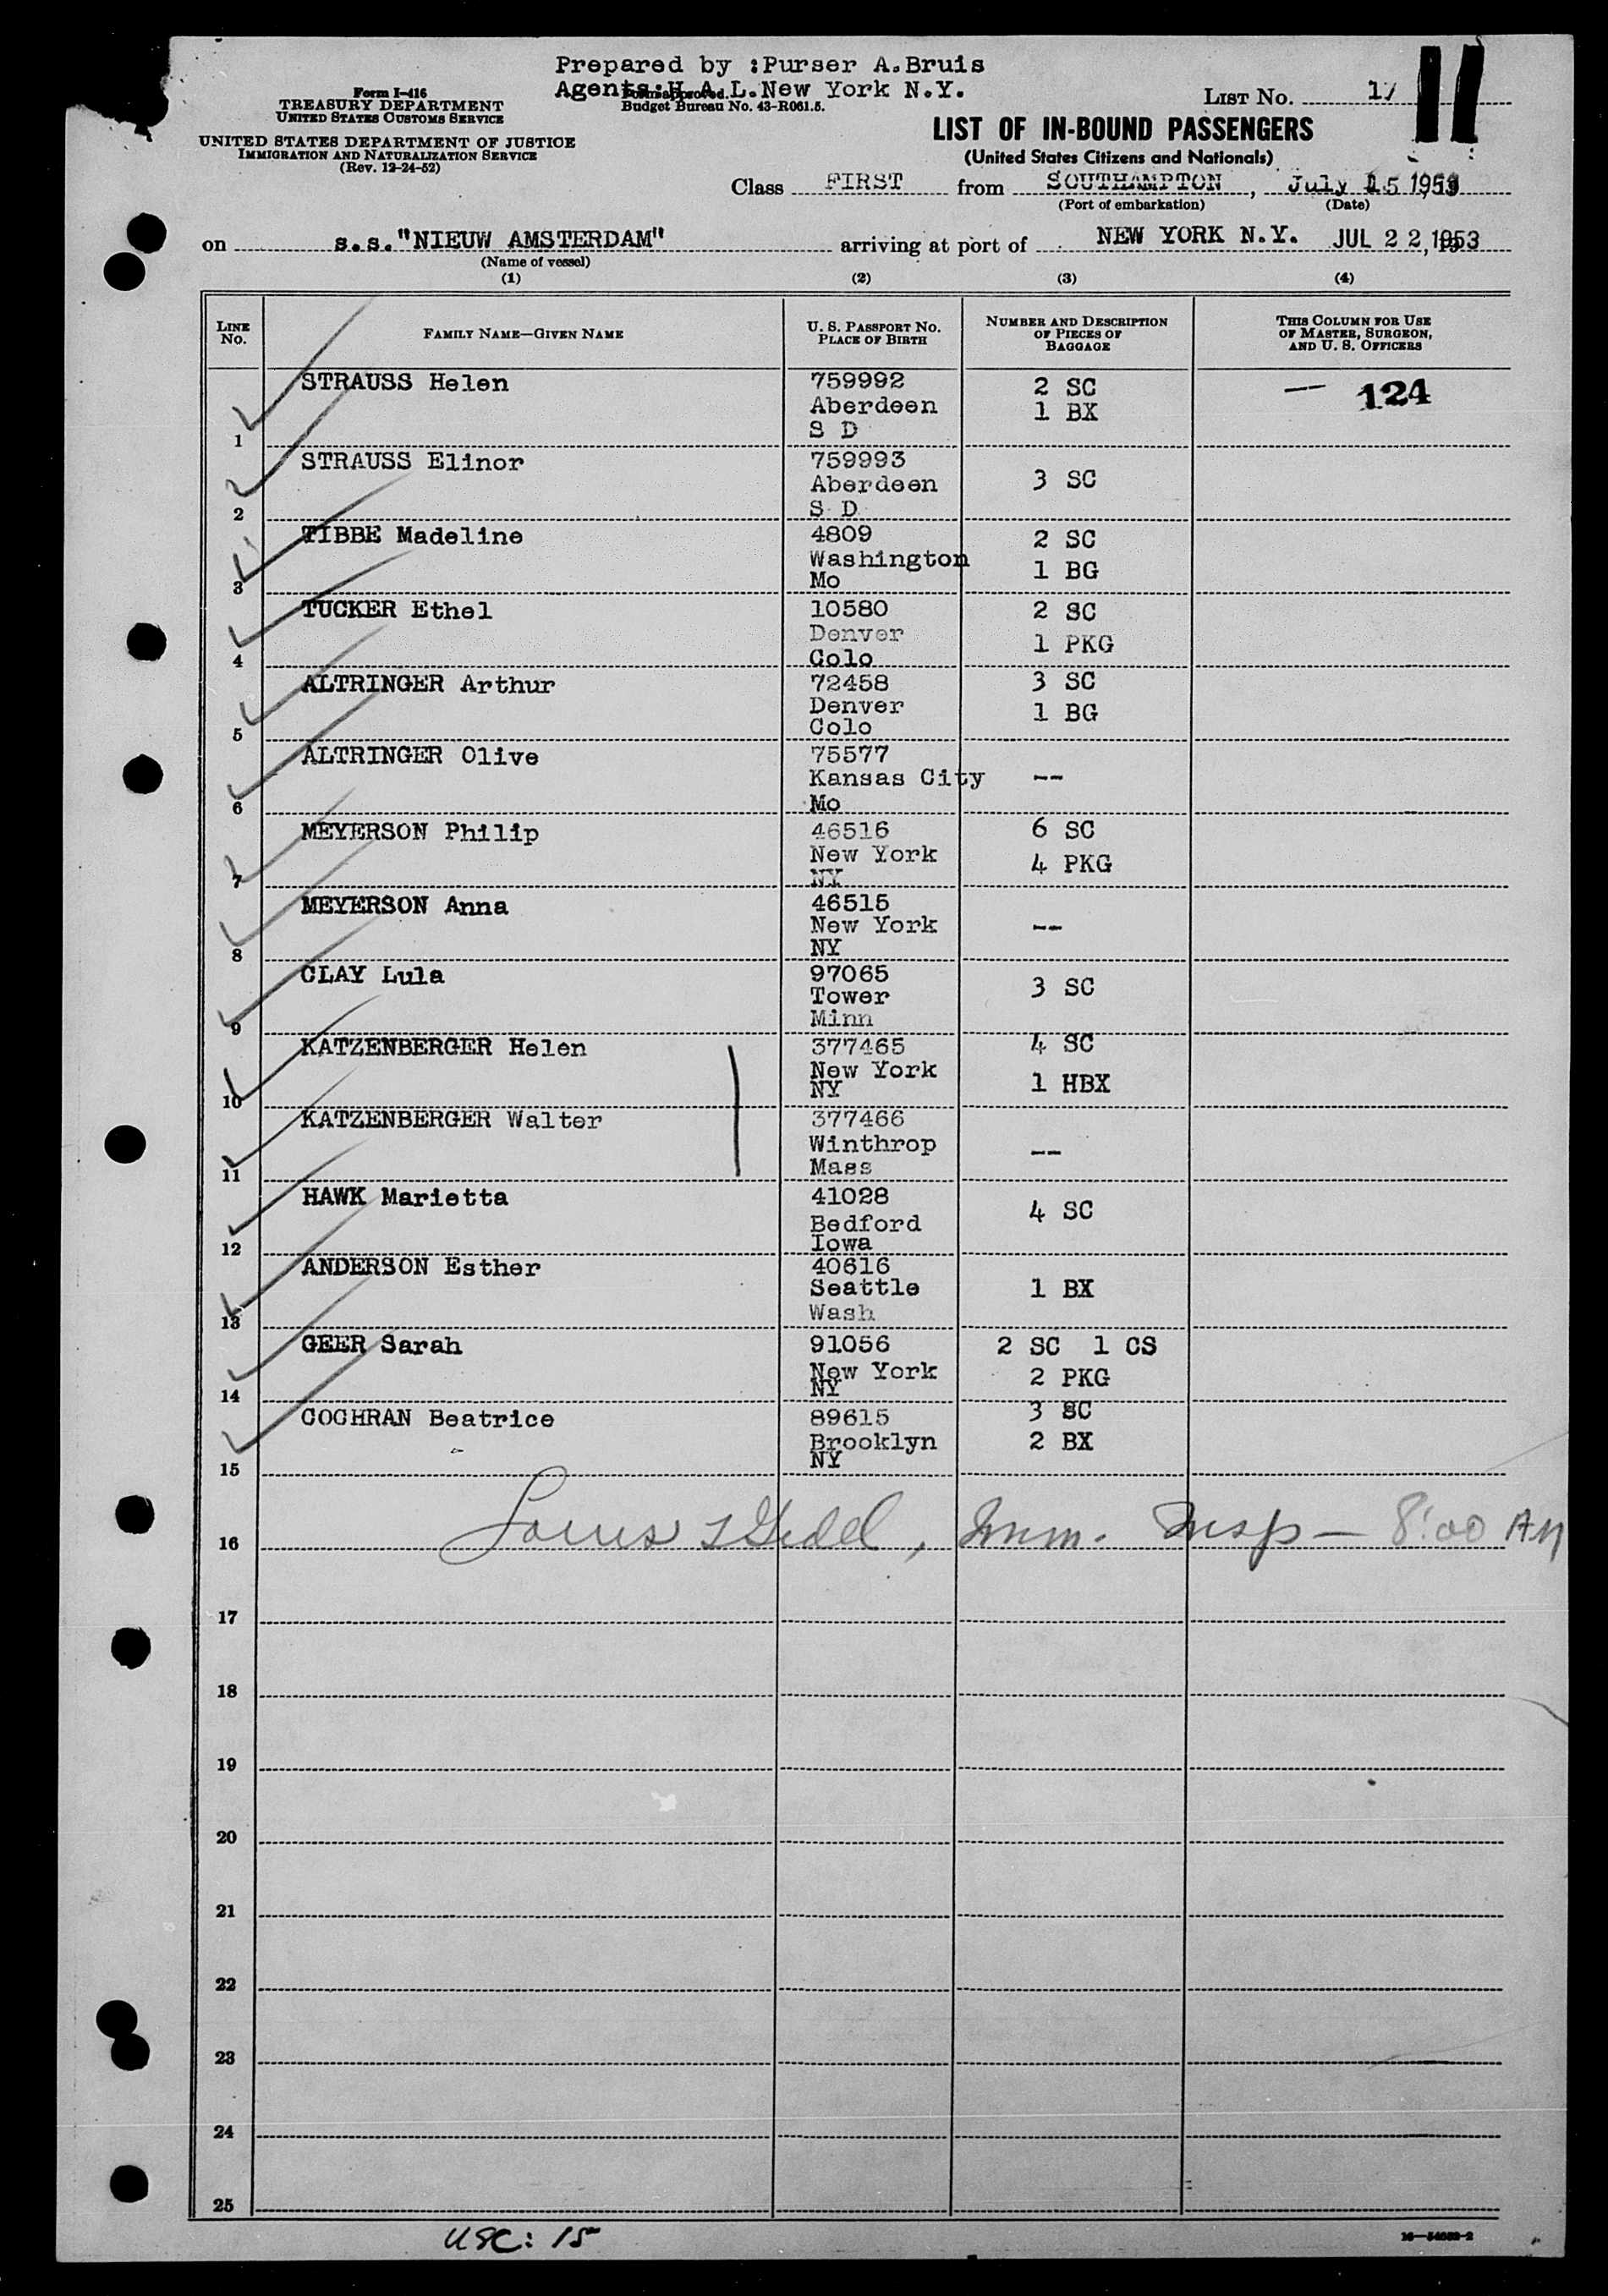 Prepared by :Purser A.Bruis
Agents:H.A.L.New York N.Y.
Form I-416
TREASURY DEPARTMENT
UNITED STATES CUSTOMS SERVICE
Form approved.
Budget Bureau No. 43-R061.5.
LIST No. 17
11
UNITED STATES DEPARTMENT OF JUSTICE
IMMIGRATION AND NATURALIZATION SERVICE
(Rev. 12-24-52)
LIST OF IN-BOUND PASSENGERS
(United States Citizens and Nationals)
Class FIRST from SOUTHAMPTON, July 15 1953
(Port of embarkation) (Date)
on s.s."NIEUW AMSTERDAM" arriving at port of NEW YORK N.Y. JUL 22, 1953
(Name of vessel)
(1) (2) (3) (4)
LINE No. FAMILY NAME—GIVEN NAME U. S. PASSPORT No. PLACE OF BIRTH NUMBER AND DESCRIPTION OF PIECES OF BAGGAGE THIS COLUMN FOR USE OF MASTER, SURGEON, AND U. S. OFFICERS
STRAUSS Helen 759992 2 SC — 124
Aberdeen 1 BX
1 S D
STRAUSS Elinor 759993
Aberdeen 3 SC
2 S D
TIBBE Madeline 4809 2 SC
Washington 1 BG
3 Mo
TUCKER Ethel 10580 2 SC
Denver 1 PKG
4 Colo
ALTRINGER Arthur 72458 3 SC
Denver 1 BG
5 Colo
ALTRINGER Olive 75577
Kansas City --
6 Mo
MEYERSON Philip 46516 6 SC
New York 4 PKG
7 NY
MEYERSON Anna 46515
New York --
8 NY
CLAY Lula 97065
Tower 3 SC
9 Minn
KATZENBERGER Helen 377465 4 SC
New York 1 HBX
10 NY
KATZENBERGER Walter 377466
Winthrop --
11 Mass
HAWK Marietta 41028
Bedford 4 SC
12 Iowa
ANDERSON Esther 40616
Seattle 1 BX
13 Wash
GEER Sarah 91056 2 SC 1 CS
New York 2 PKG
14 NY
COCHRAN Beatrice 89615 3 SC
Brooklyn 2 BX
15 NY
16 Louis, Imm. Insp — 8:00 AM
17
18
19
20
21
22
23
24
25
USC: 15